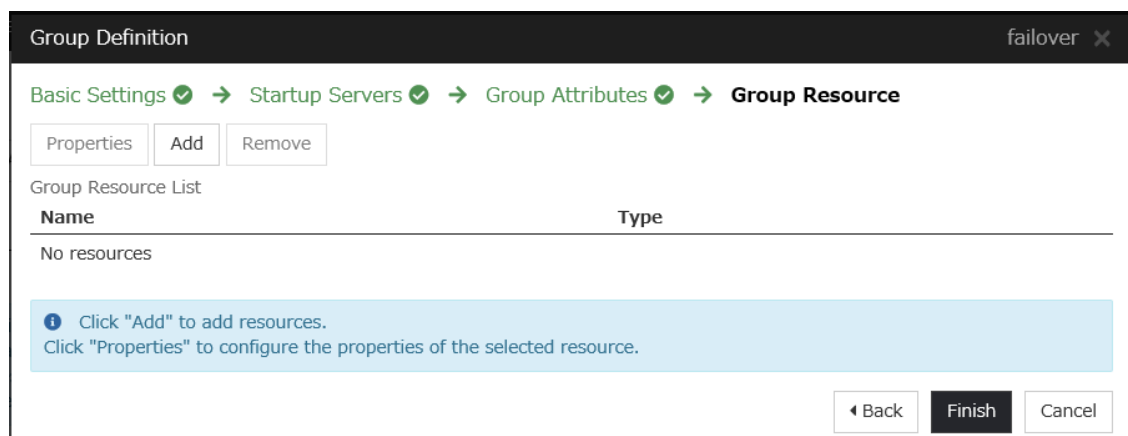 Group Definition failover
Basic Settings → Startup Servers → Group Attributes → Group Resource
Properties Add Remove
Group Resource List
Name Type
No resources
Click "Add" to add resources.
Click "Properties" to configure the properties of the selected resource.
Back Finish Cancel